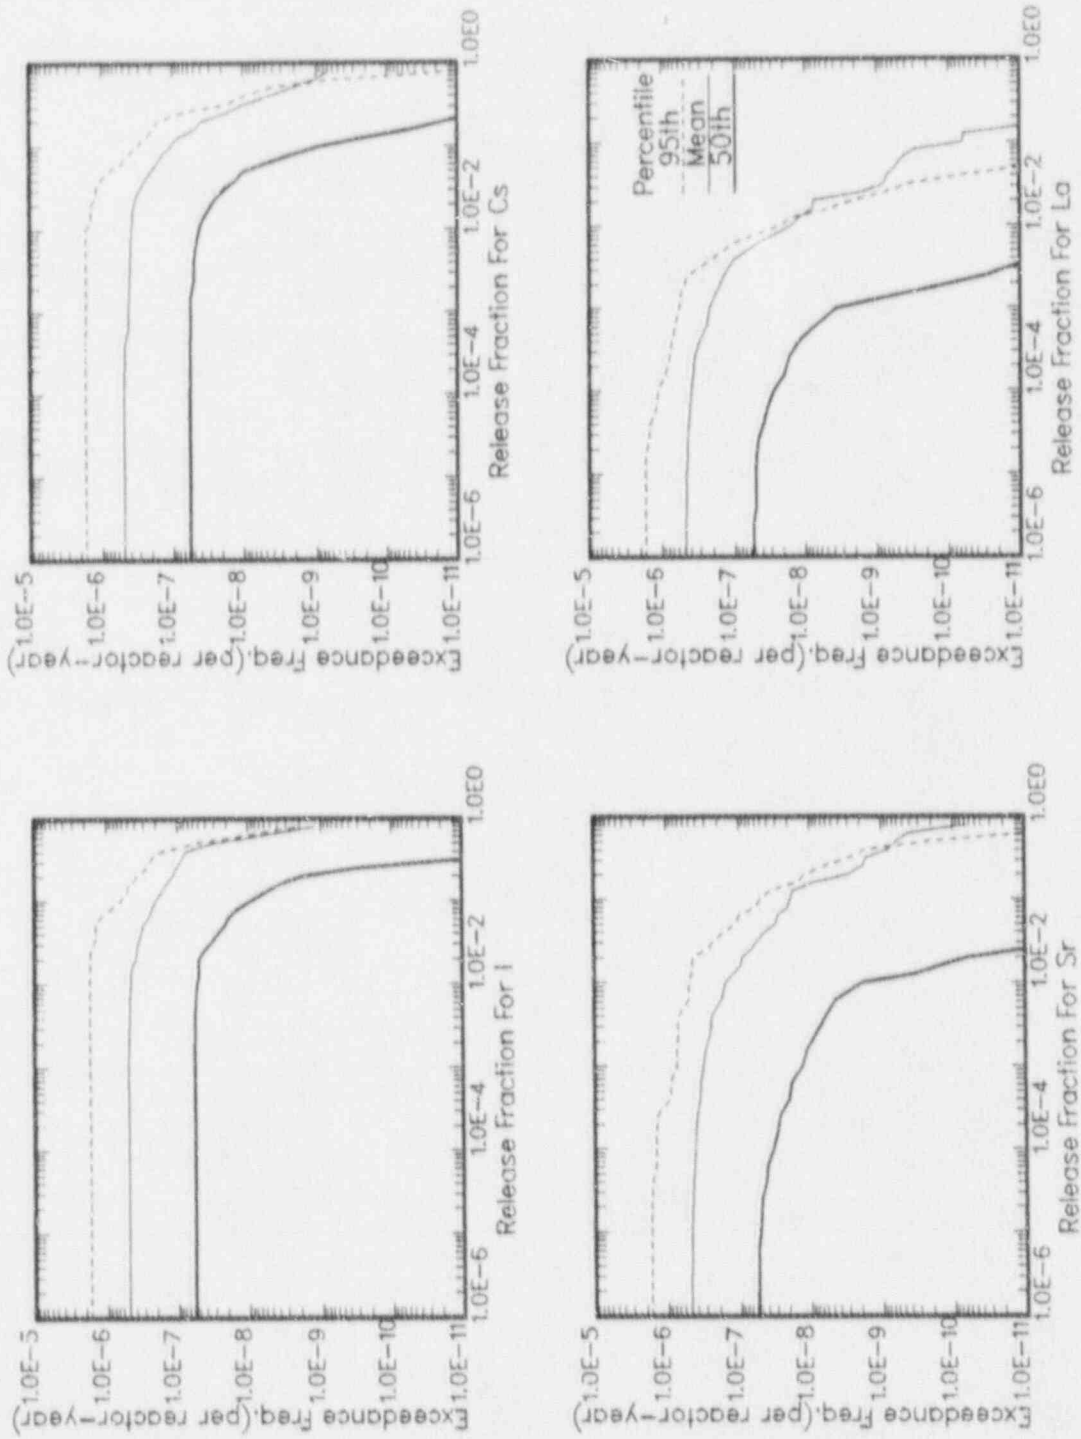 1.0E-5
1.0E-6
1.0E-7
1.0E-8
1.0E-9
1.0E-10
1.0E-11
Exceedance Freq.(per reactor-year)
1.0E-6
1.0E-4
1.0E-2
1.0E0
Release Fraction For I
1.0E-5
1.0E-6
1.0E-7
1.0E-8
1.0E-9
1.0E-10
1.0E-11
Exceedance Freq.(per reactor-year)
1.0E-6
1.0E-4
1.0E-2
1.0E0
Release Fraction For Cs
1.0E-5
1.0E-6
1.0E-7
1.0E-8
1.0E-9
1.0E-10
1.0E-11
Exceedance Freq.(per reactor-year)
1.0E-6
1.0E-4
1.0E-2
1.0E0
Release Fraction For Sr
1.0E-5
1.0E-6
1.0E-7
1.0E-8
1.0E-9
1.0E-10
1.0E-11
Exceedance Freq.(per reactor-year)
Percentile
95th
Mean
50th
1.0E-6
1.0E-4
1.0E-2
1.0E0
Release Fraction For La